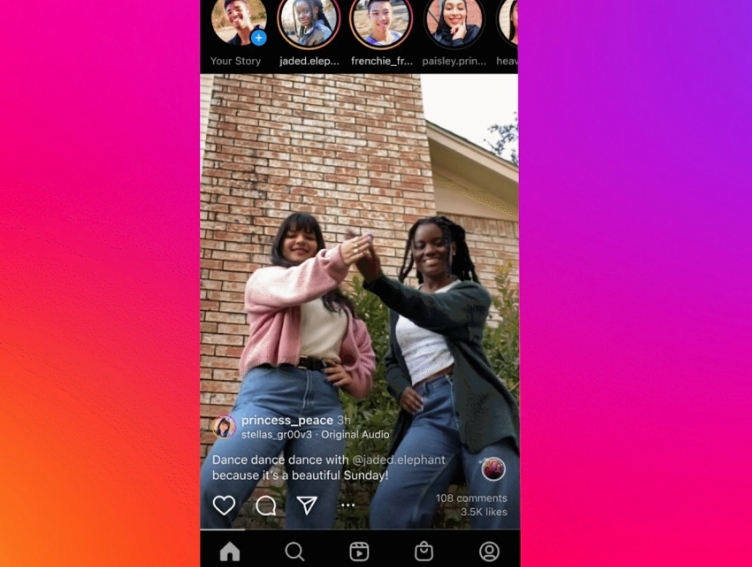 Your Story
jaded.elep...
frenchie_fr...
paisley.prin...
heav
princess_peace 3h
stellas_gr00v3 · Original Audio
Dance dance dance with @jaded.elephant
because it's a beautiful Sunday!
108 comments
3.5K likes